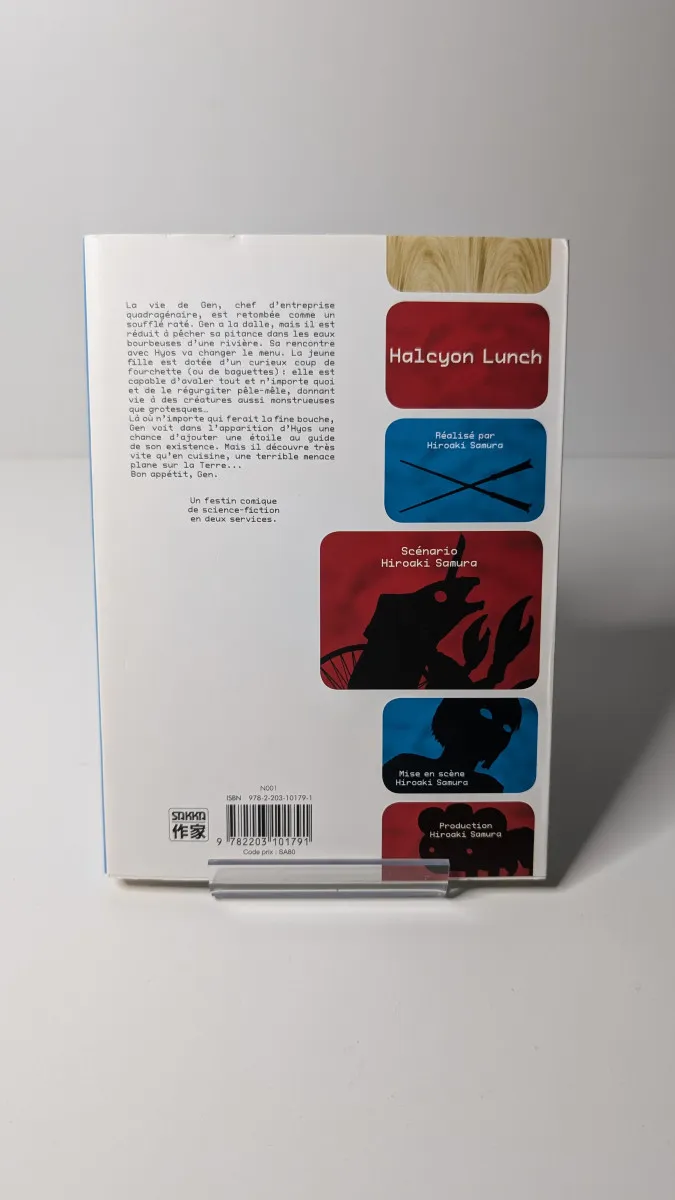 La vie de Gen, chef d'entreprise
quadragénaire, est retombée comme un
soufflé raté. Gen a la dalle, mais il est
réduit à pêcher sa pitance dans les eaux
bourbeuses d'une rivière. Sa rencontre
avec Hyos va changer le menu. La jeune
fille est dotée d'un curieux coup de
fourchette (ou de baguettes) : elle est
capable d'avaler tout et n'importe quoi
et de le régurgiter pêle-mêle, donnant
vie à des créatures aussi monstrueuses
que grotesques…
Là où n'importe qui ferait la fine bouche,
Gen voit dans l'apparition d'Hyos une
chance d'ajouter une étoile au guide
de son existence. Mais il découvre très
vite qu'en cuisine, une terrible menace
plane sur la Terre...
Bon appétit, Gen.
Un festin comique
de science-fiction
en deux services.
Halcyon Lunch
Réalisé par
Hiroaki Samura
Scénario
Hiroaki Samura
Mise en scène
Hiroaki Samura
Production
Hiroaki Samura
SAKKA
作家
N001
ISBN 978-2-203-10179-1
9 782203 101791
Code prix : SA80